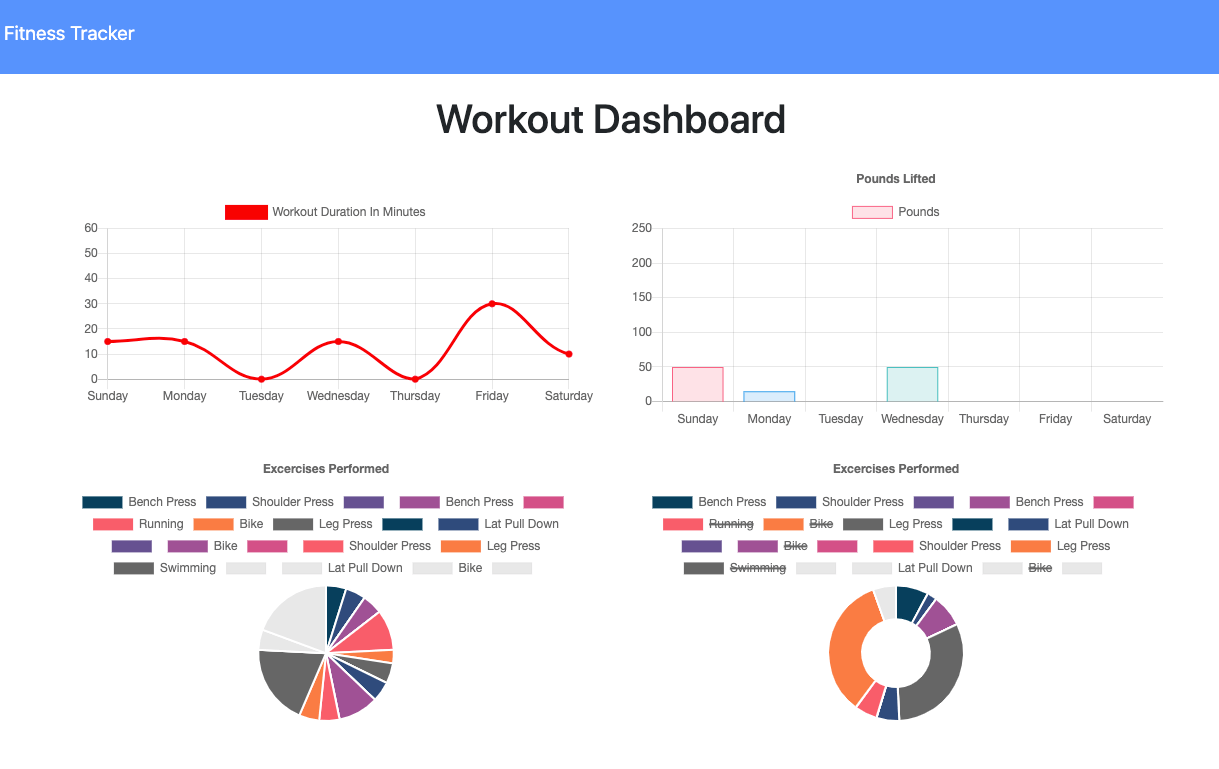 Fitness Tracker
Workout Dashboard
Workout Duration In Minutes
60
50
40
30
20
10
0
Sunday Monday Tuesday Wednesday Thursday Friday Saturday
Pounds Lifted
Pounds
250
200
150
100
50
0
Sunday Monday Tuesday Wednesday Thursday Friday Saturday
Excercises Performed
Bench Press Shoulder Press Bench Press
Running Bike Leg Press Lat Pull Down
Bike Shoulder Press Leg Press
Swimming Lat Pull Down Bike
Excercises Performed
Bench Press Shoulder Press Bench Press
Running Bike Leg Press Lat Pull Down
Bike Shoulder Press Leg Press
Swimming Lat Pull Down Bike